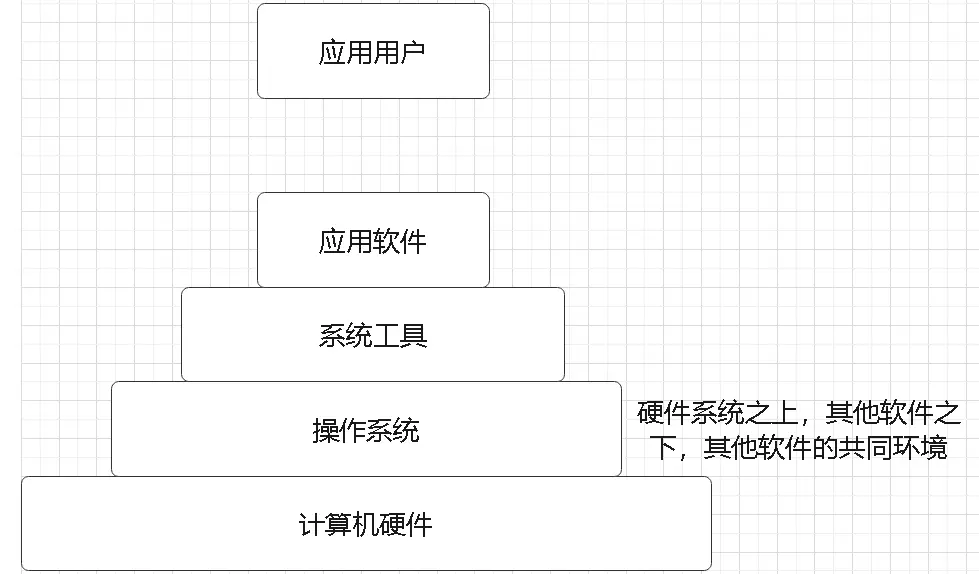 应用用户
应用软件
系统工具
操作系统
硬件系统之上，其他软件之
下，其他软件的共同环境
计算机硬件